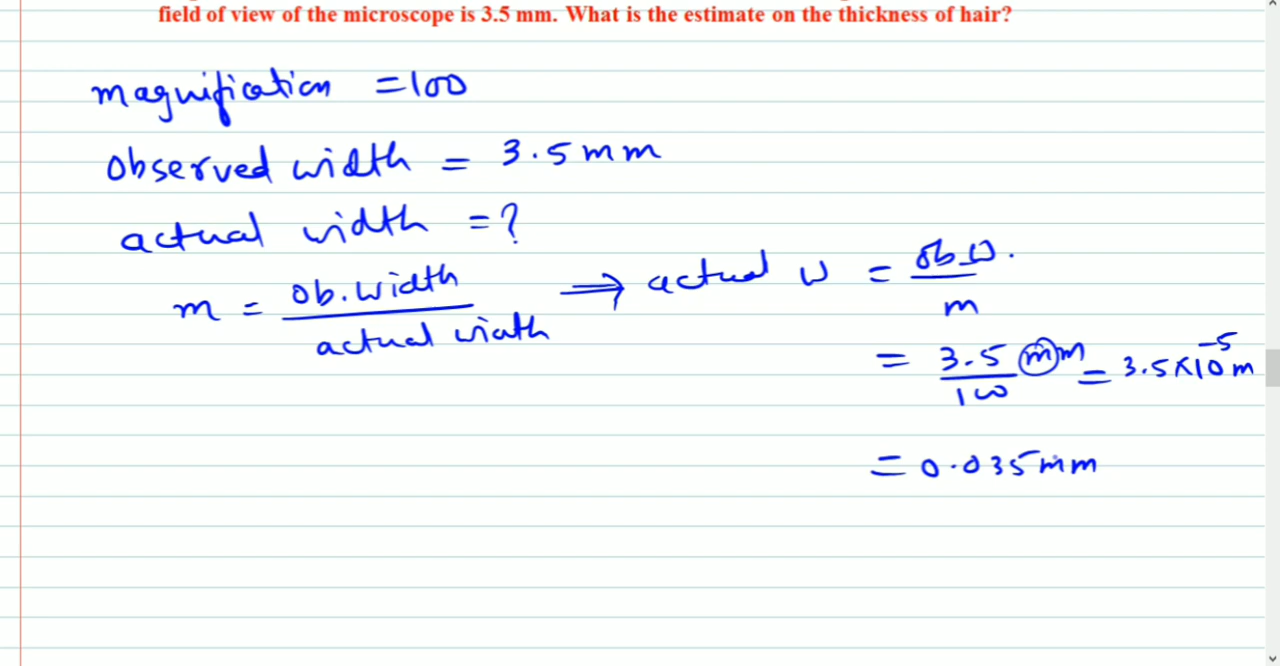 field of view of the microscope is 3.5 mm. What is the estimate on the thickness of hair?
magnification = 100
observed width = 3.5 mm
actual width = ?
m = ob. width / actual width ⟹ actual w = ob w. / m
= 3.5 mm / 100 = 3.5 × 10⁻⁵ m
= 0.035 mm